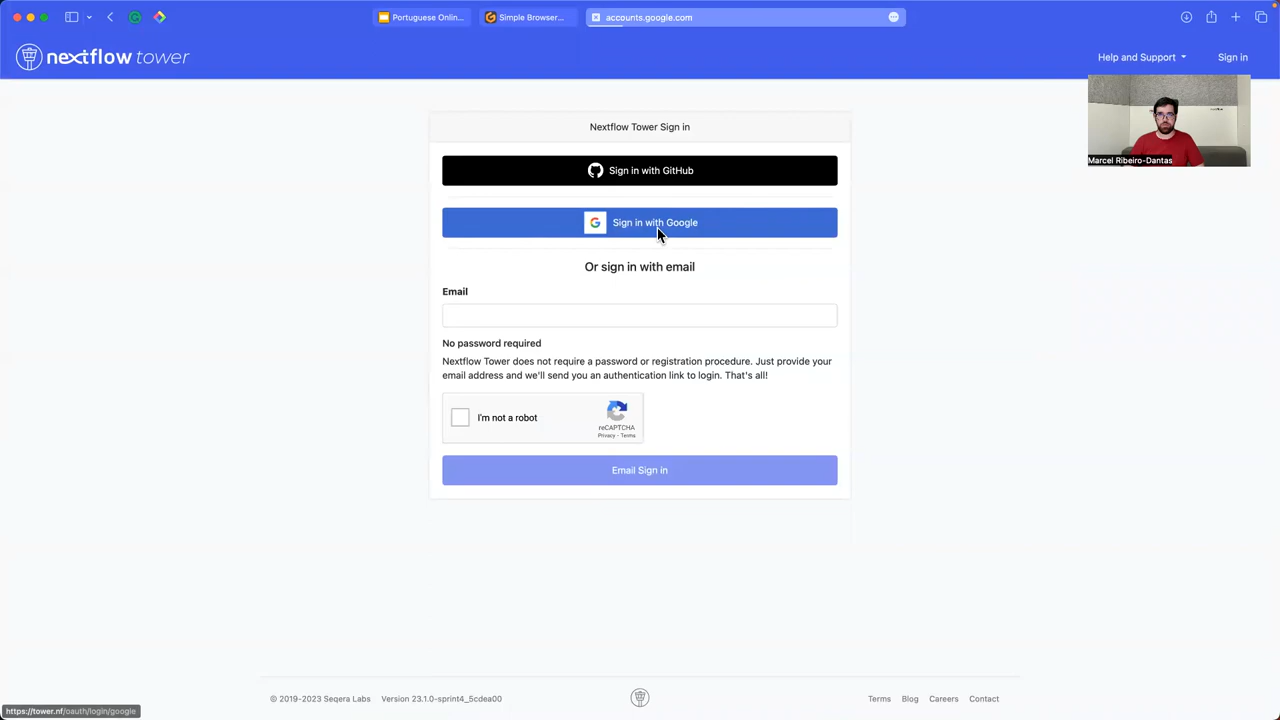 Portuguese Onlin...
Simple Browser...
accounts.google.com
nextflow tower
Help and Support
Sign in
Marcel Ribeiro-Dantas
Nextflow Tower Sign in
Sign in with GitHub
Sign in with Google
Or sign in with email
Email
No password required
Nextflow Tower does not require a password or registration procedure. Just provide your
email address and we'll send you an authentication link to login. That's all!
I'm not a robot
reCAPTCHA
Privacy - Terms
Email Sign in
© 2019-2023 Seqera Labs
Version 23.1.0-sprint4_5cdea00
Terms
Blog
Careers
Contact
https://tower.nf/oauth/login/google